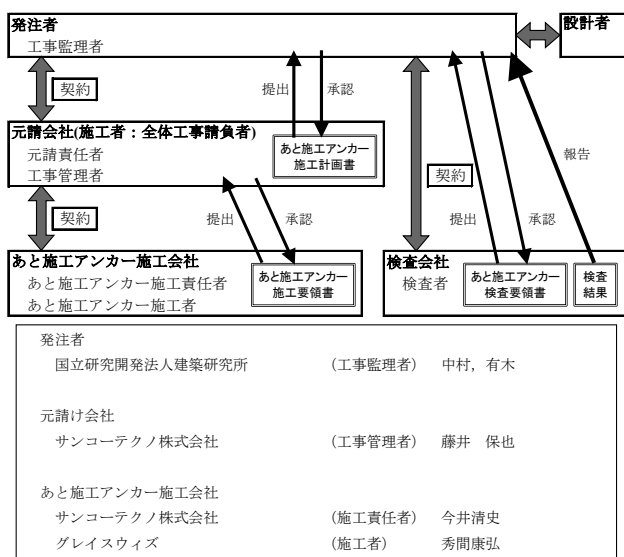 発注者
工事監理者
設計者
契約
提出
承認
元請会社(施工者：全体工事請負者)
元請責任者
工事管理者
あと施工アンカー
施工計画書
報告
契約
契約
提出
承認
提出
承認
あと施工アンカー施工会社
あと施工アンカー施工責任者
あと施工アンカー施工者
あと施工アンカー
施工要領書
検査会社
検査者
あと施工アンカー
検査要領書
検査
結果
発注者
国立研究開発法人建築研究所 （工事監理者） 中村，有木
元請け会社
サンコーテクノ株式会社 （工事管理者） 藤井 保也
あと施工アンカー施工会社
サンコーテクノ株式会社 （施工責任者） 今井清史
グレイスウィズ （施工者） 秀間康弘